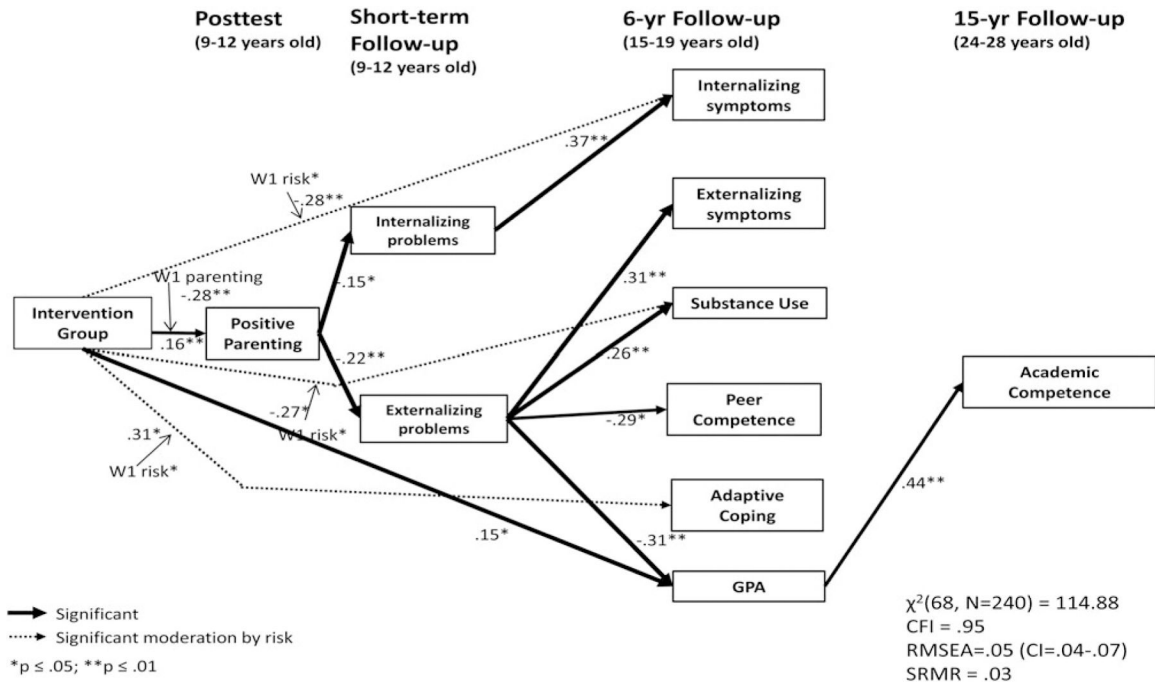 Posttest
(9-12 years old)
Short-term
Follow-up
(9-12 years old)
6-yr Follow-up
(15-19 years old)
15-yr Follow-up
(24-28 years old)
Internalizing
symptoms
.37**
W1 risk*
-.28**
Internalizing
problems
Externalizing
symptoms
W1 parenting
-.28**
-.15*
.31**
Intervention
Group
.16**
Positive
Parenting
Substance Use
-.22**
.26**
Academic
Competence
-.27*
W1 risk*
Externalizing
problems
Peer
Competence
-.29*
.31*
W1 risk*
.44**
Adaptive
Coping
.15*
-.31**
GPA
Significant
Significant moderation by risk
*p ≤ .05; **p ≤ .01
χ²(68, N=240) = 114.88
CFI = .95
RMSEA=.05 (CI=.04-.07)
SRMR = .03